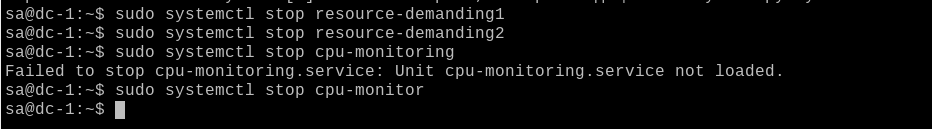 sa@dc-1:~$ sudo systemctl stop resource-demanding1
sa@dc-1:~$ sudo systemctl stop resource-demanding2
sa@dc-1:~$ sudo systemctl stop cpu-monitoring
Failed to stop cpu-monitoring.service: Unit cpu-monitoring.service not loaded.
sa@dc-1:~$ sudo systemctl stop cpu-monitor
sa@dc-1:~$